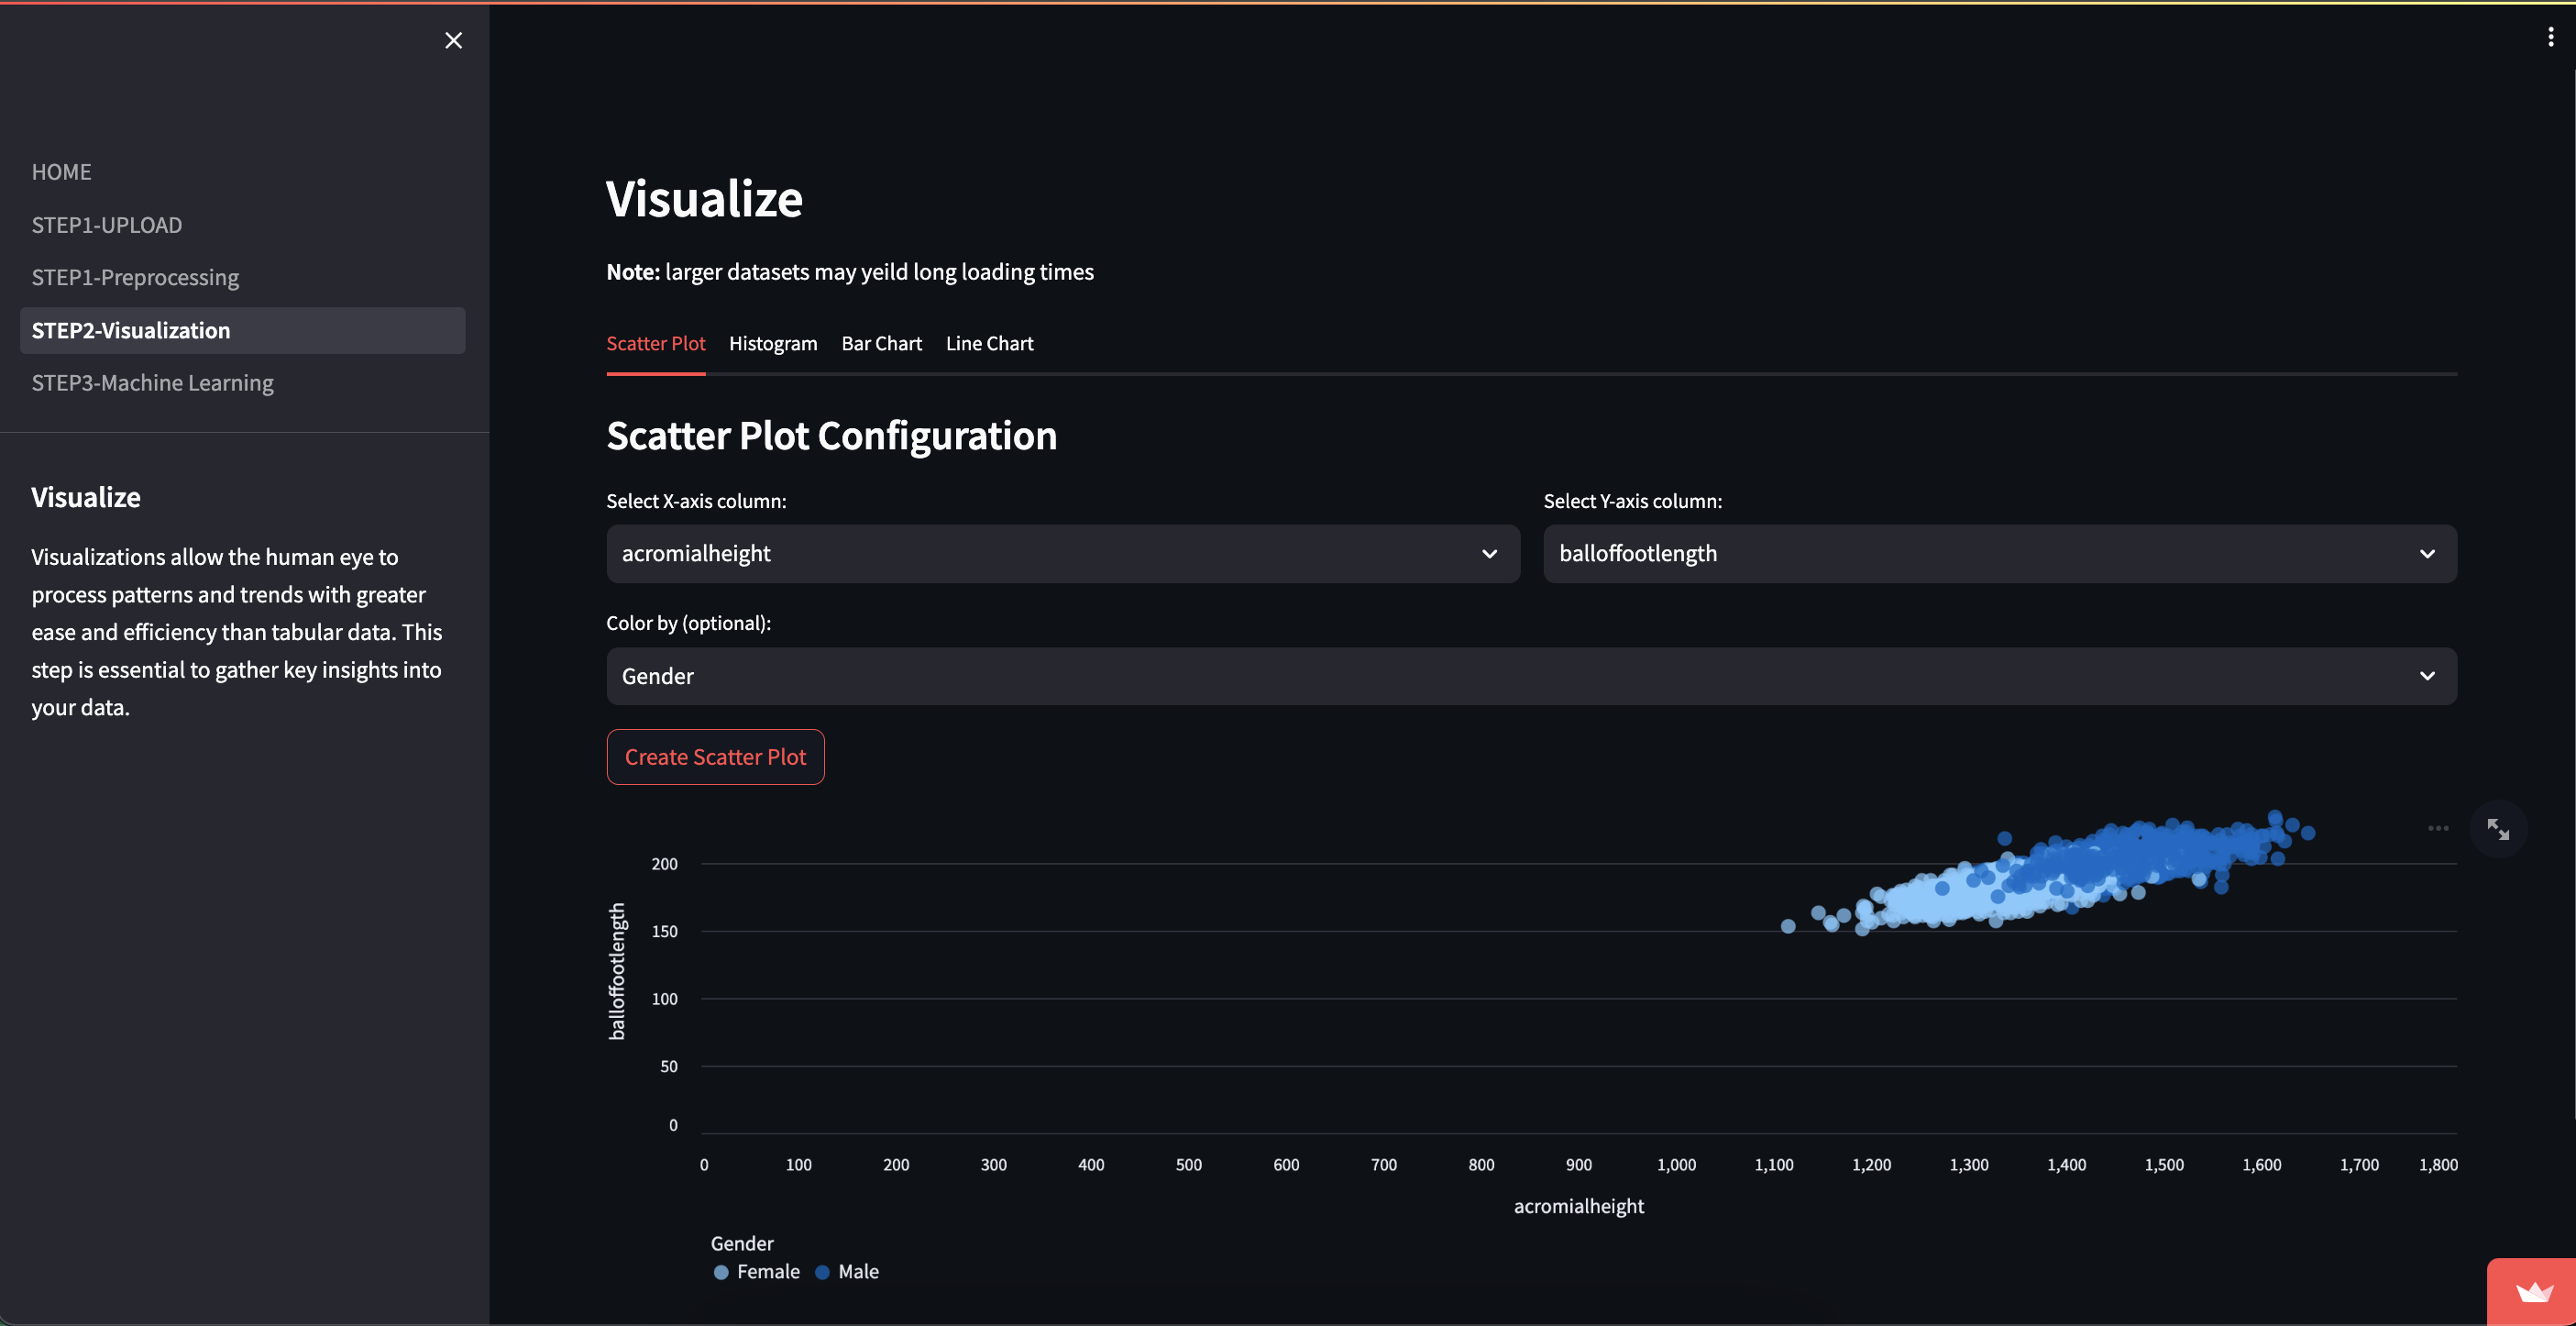 HOME
STEP1-UPLOAD
STEP1-Preprocessing
STEP2-Visualization
STEP3-Machine Learning
Visualize
Visualizations allow the human eye to
process patterns and trends with greater
ease and efficiency than tabular data. This
step is essential to gather key insights into
your data.
Visualize
Note: larger datasets may yeild long loading times
Scatter Plot Histogram Bar Chart Line Chart
Scatter Plot Configuration
Select X-axis column:
acromialheight
Select Y-axis column:
balloffootlength
Color by (optional):
Gender
Create Scatter Plot
balloffootlength
200
150
100
50
0
0 100 200 300 400 500 600 700 800 900 1,000 1,100 1,200 1,300 1,400 1,500 1,600 1,700 1,800
acromialheight
Gender
Female Male